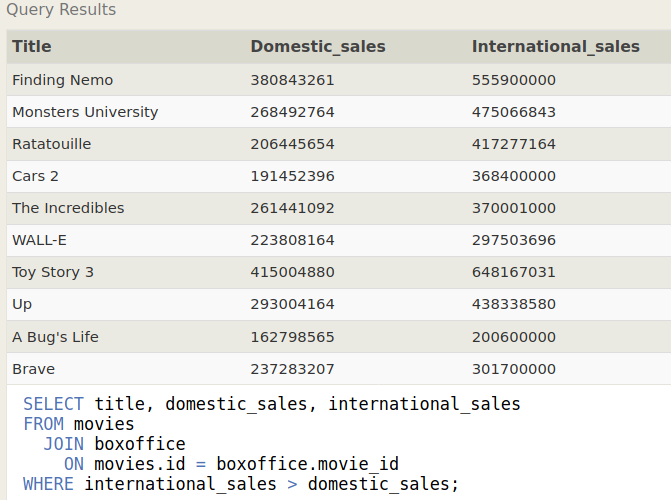 Query Results
Title Domestic_sales International_sales
Finding Nemo 380843261 555900000
Monsters University 268492764 475066843
Ratatouille 206445654 417277164
Cars 2 191452396 368400000
The Incredibles 261441092 370001000
WALL-E 223808164 297503696
Toy Story 3 415004880 648167031
Up 293004164 438338580
A Bug's Life 162798565 200600000
Brave 237283207 301700000
SELECT title, domestic_sales, international_sales
FROM movies
JOIN boxoffice
ON movies.id = boxoffice.movie_id
WHERE international_sales > domestic_sales;